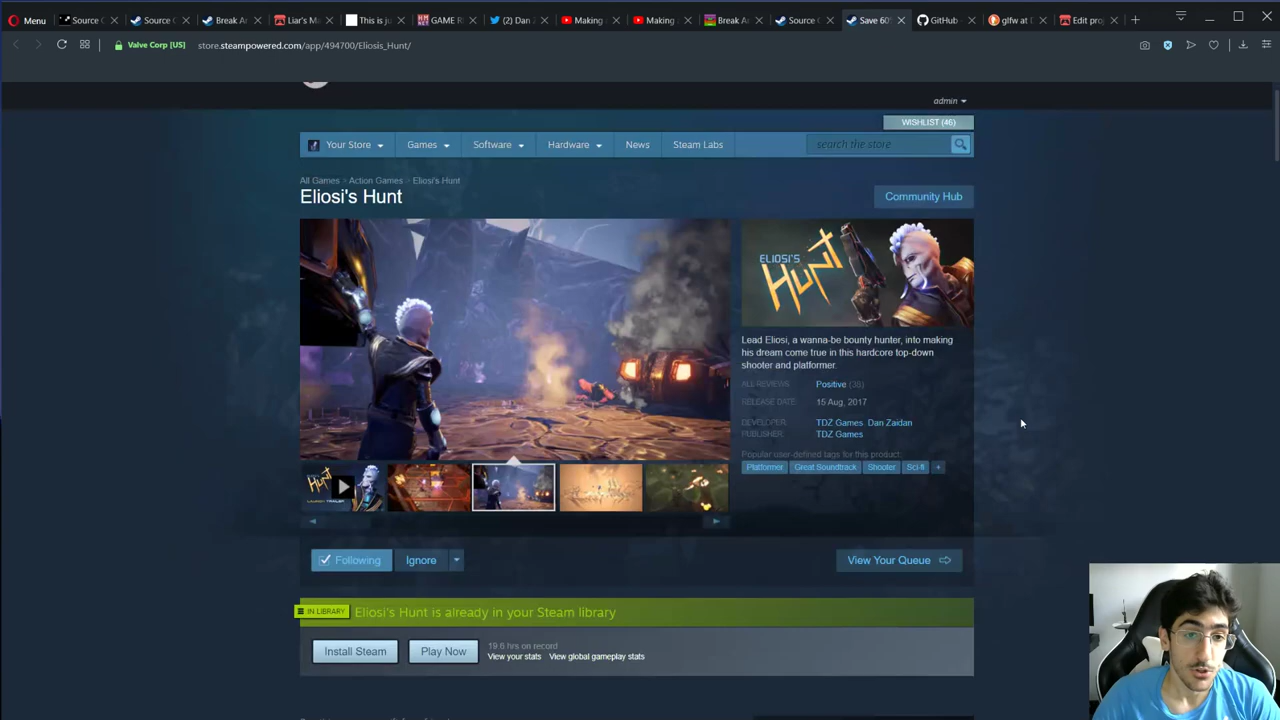 Menu
Source C
Source C
Break Ar
Liar's Ma
This is ju
GAME R
(2) Dan Z
Making
Making
Break Ar
Source C
Save 60%
GitHub -
glfw at D
Edit proj
Valve Corp [US]
store.steampowered.com/app/494700/Eliosis_Hunt/
admin
WISHLIST (46)
Your Store
Games
Software
Hardware
News
Steam Labs
search the store
All Games > Action Games > Eliosi's Hunt
Eliosi's Hunt
Community Hub
ELIOSI'S
HUNT
Lead Eliosi, a wanna-be bounty hunter, into making
his dream come true in this hardcore top-down
shooter and platformer.
ALL REVIEWS: Positive (38)
RELEASE DATE: 15 Aug, 2017
DEVELOPER: TDZ Games, Dan Zaidan
PUBLISHER: TDZ Games
Popular user-defined tags for this product:
Platformer
Great Soundtrack
Shooter
Sci-fi
+
Following
Ignore
View Your Queue
IN LIBRARY
Eliosi's Hunt is already in your Steam library
Install Steam
Play Now
19.6 hrs on record
View your stats
View global gameplay stats